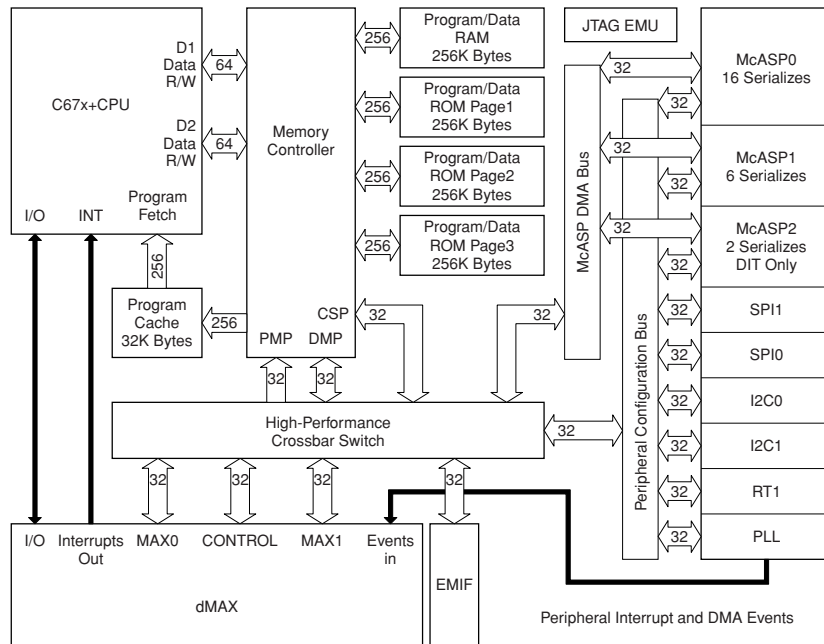 D1
Data
R/W
C67x+CPU
D2
Data
R/W
I/O
INT
Program
Fetch
64
64
256
Program
Cache
32K Bytes
256
Memory
Controller
CSP
32
PMP
DMP
32
32
256
Program/Data
RAM
256K Bytes
256
Program/Data
ROM Page1
256K Bytes
256
Program/Data
ROM Page2
256K Bytes
256
Program/Data
ROM Page3
256K Bytes
JTAG EMU
McASP DMA Bus
32
32
32
32
Peripheral Configuration Bus
32
32
32
32
32
32
32
32
32
32
McASP0
16 Serializes
McASP1
6 Serializes
McASP2
2 Serializes
DIT Only
SPI1
SPI0
I2C0
I2C1
RT1
PLL
High-Performance
Crossbar Switch
32
32
32
32
I/O
Interrupts
Out
MAX0
CONTROL
MAX1
Events
in
dMAX
EMIF
Peripheral Interrupt and DMA Events